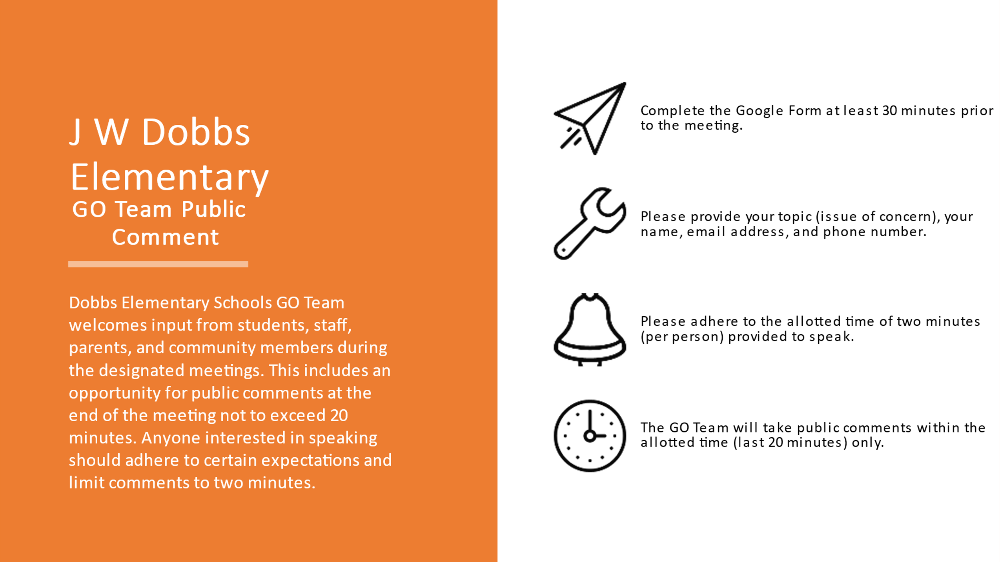 J W Dobbs
Elementary
GO Team Public
Comment
Dobbs Elementary Schools GO Team
welcomes input from students, staff,
parents, and community members during
the designated meetings. This includes an
opportunity for public comments at the
end of the meeting not to exceed 20
minutes. Anyone interested in speaking
should adhere to certain expectations and
limit comments to two minutes.
Complete the Google Form at least 30 minutes prior
to the meeting.
Please provide your topic (issue of concern), your
name, email address, and phone number.
Please adhere to the allotted time of two minutes
(per person) provided to speak.
The GO Team will take public comments within the
allotted time (last 20 minutes) only.